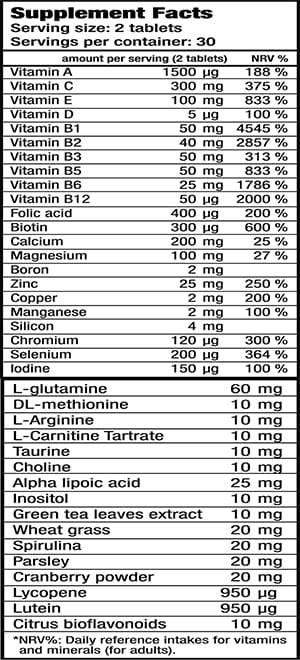 Supplement Facts
Serving size: 2 tablets
Servings per container: 30
amount per serving (2 tablets) NRV %
Vitamin A 1500 µg 188 %
Vitamin C 300 mg 375 %
Vitamin E 100 mg 833 %
Vitamin D 5 µg 100 %
Vitamin B1 50 mg 4545 %
Vitamin B2 40 mg 2857 %
Vitamin B3 50 mg 313 %
Vitamin B5 50 mg 833 %
Vitamin B6 25 mg 1786 %
Vitamin B12 50 µg 2000 %
Folic acid 400 µg 200 %
Biotin 300 µg 600 %
Calcium 200 mg 25 %
Magnesium 100 mg 27 %
Boron 2 mg
Zinc 25 mg 250 %
Copper 2 mg 200 %
Manganese 2 mg 100 %
Silicon 4 mg
Chromium 120 µg 300 %
Selenium 200 µg 364 %
Iodine 150 µg 100 %
L-glutamine 60 mg
DL-methionine 10 mg
L-Arginine 10 mg
L-Carnitine Tartrate 10 mg
Taurine 10 mg
Choline 10 mg
Alpha lipoic acid 25 mg
Inositol 10 mg
Green tea leaves extract 10 mg
Wheat grass 20 mg
Spirulina 20 mg
Parsley 20 mg
Cranberry powder 20 mg
Lycopene 950 µg
Lutein 950 µg
Citrus bioflavonoids 10 mg
*NRV%: Daily reference intakes for vitamins
and minerals (for adults).